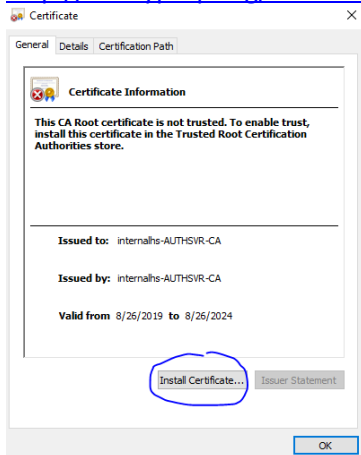 Certificate
General Details Certification Path
Certificate Information
This CA Root certificate is not trusted. To enable trust,
install this certificate in the Trusted Root Certification
Authorities store.
Issued to: internalhs-AUTHSVR-CA
Issued by: internalhs-AUTHSVR-CA
Valid from 8/26/2019 to 8/26/2024
Install Certificate... Issuer Statement
OK